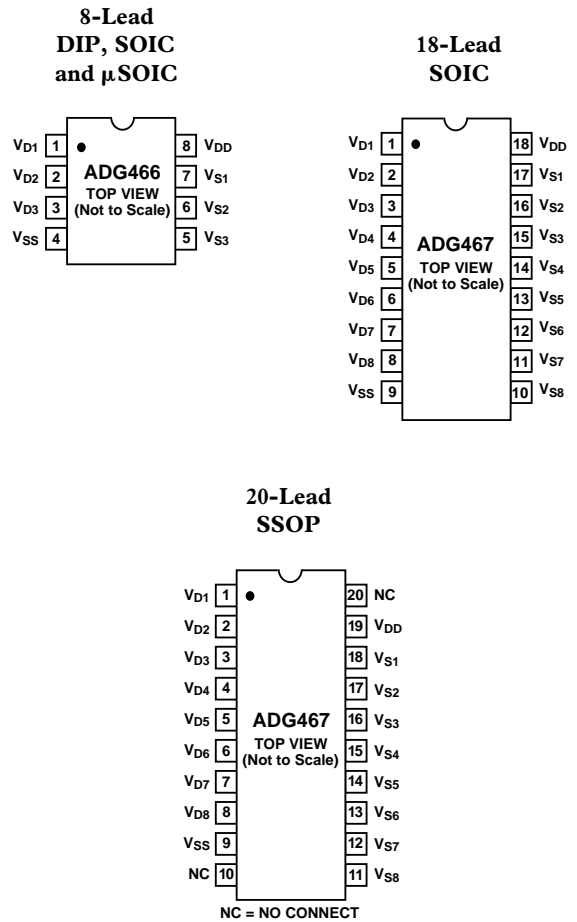 8-Lead
DIP, SOIC
and µSOIC
VD1 1 8 VDD
VD2 2 ADG466 7 VS1
TOP VIEW
VD3 3 (Not to Scale) 6 VS2
VSS 4 5 VS3
18-Lead
SOIC
VD1 1 18 VDD
VD2 2 17 VS1
VD3 3 16 VS2
VD4 4 ADG467 15 VS3
VD5 5 TOP VIEW 14 VS4
(Not to Scale)
VD6 6 13 VS5
VD7 7 12 VS6
VD8 8 11 VS7
VSS 9 10 VS8
20-Lead
SSOP
VD1 1 20 NC
VD2 2 19 VDD
VD3 3 18 VS1
VD4 4 17 VS2
VD5 5 ADG467 16 VS3
TOP VIEW
VD6 6 (Not to Scale) 15 VS4
VD7 7 14 VS5
VD8 8 13 VS6
VSS 9 12 VS7
NC 10 11 VS8
NC = NO CONNECT